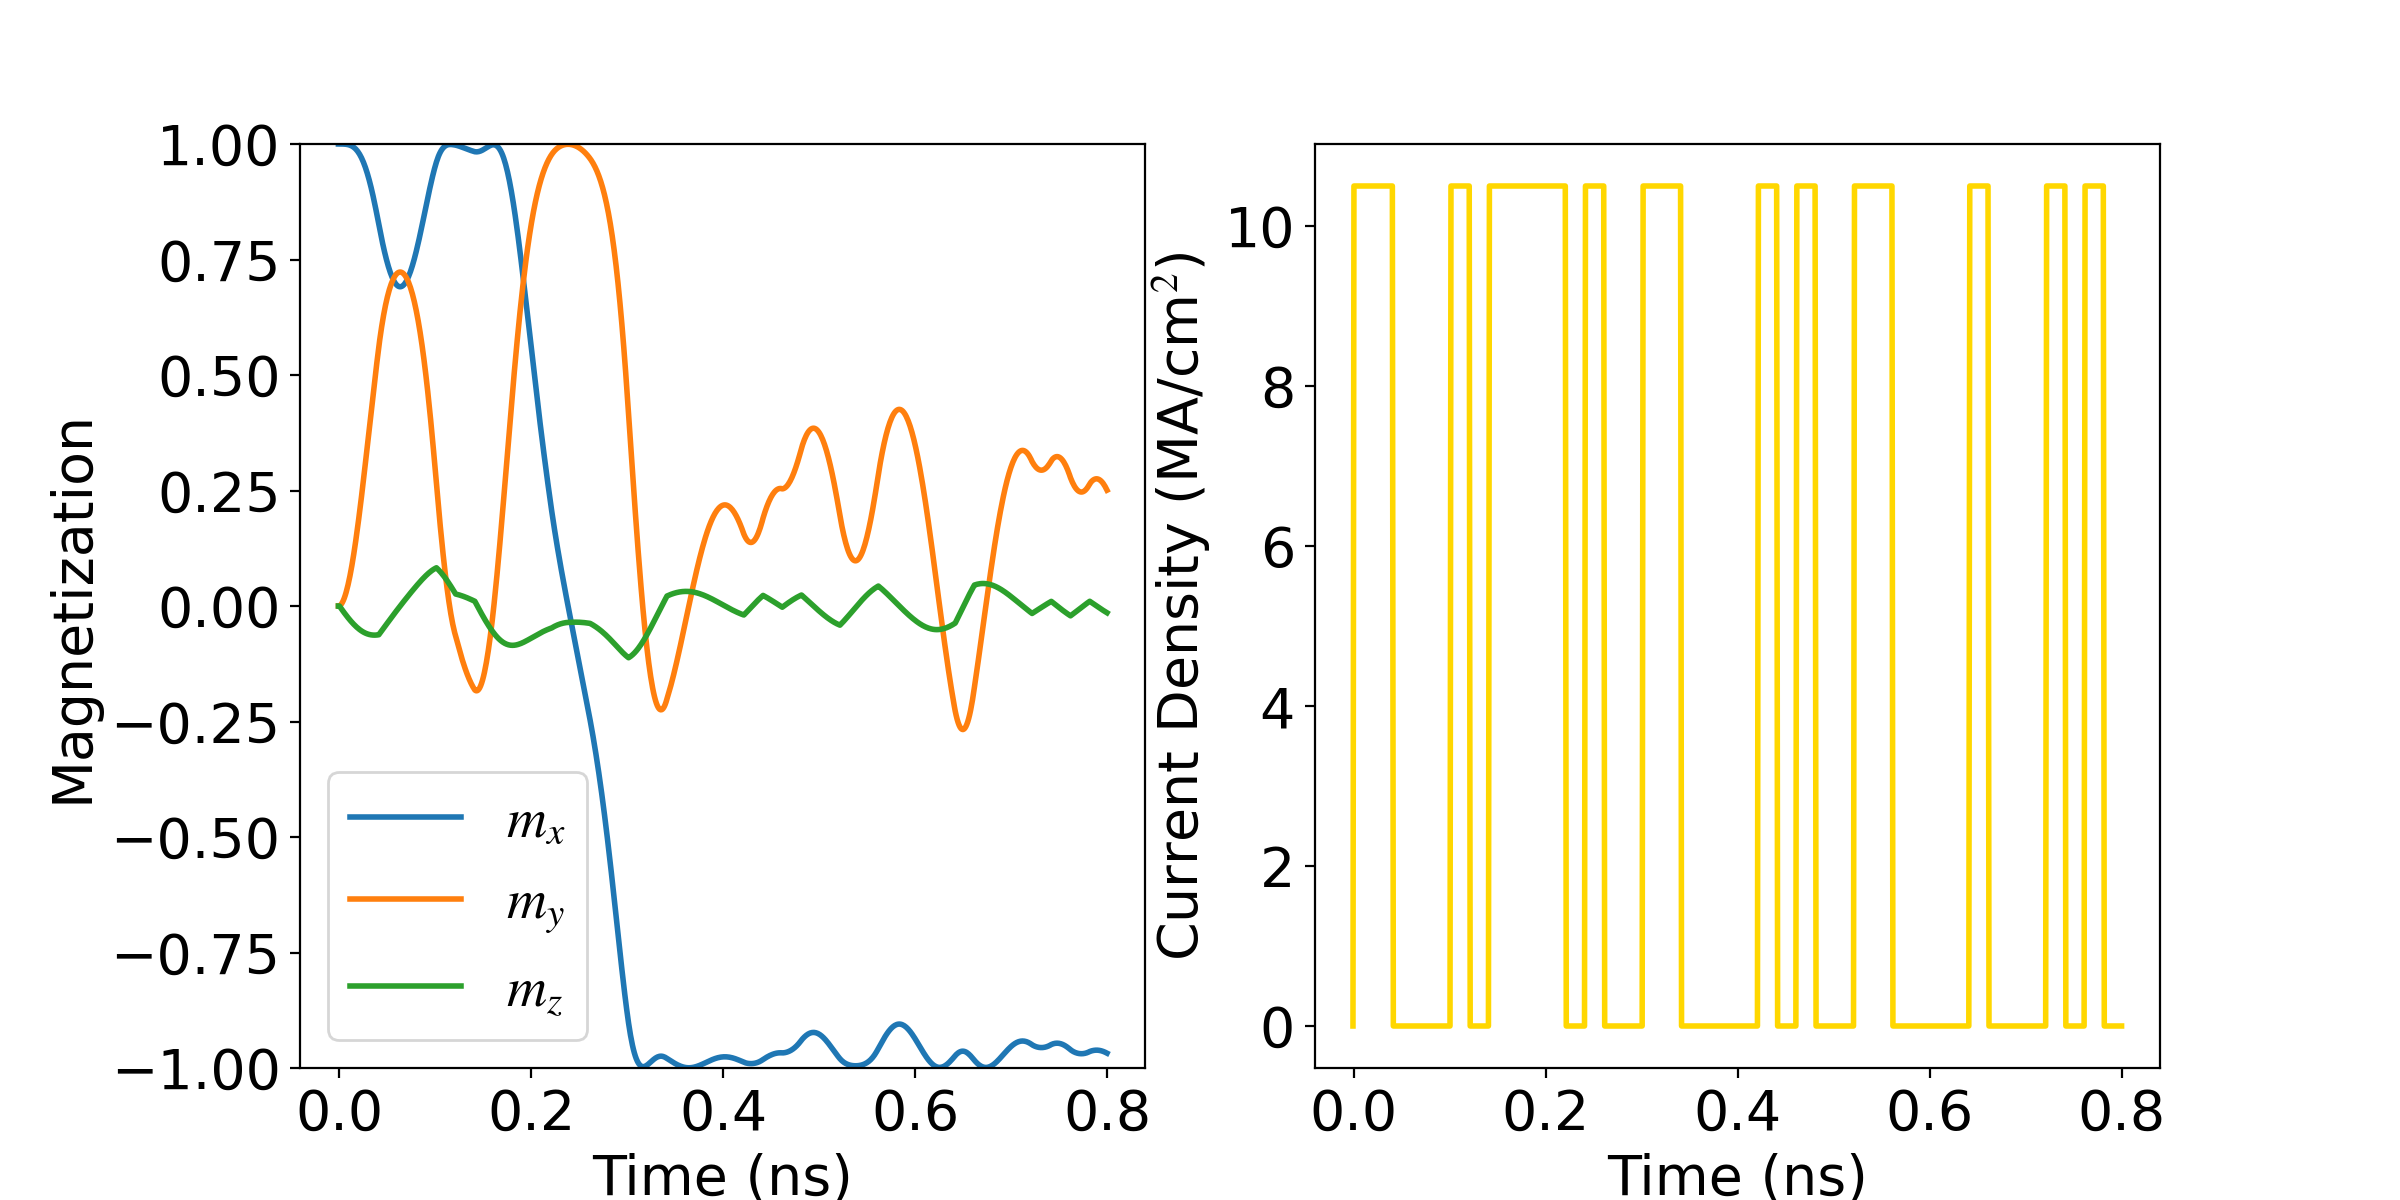 Magnetization
1.00
0.75
0.50
0.25
0.00
−0.25
−0.50
−0.75
−1.00
m_x
m_y
m_z
0.0 0.2 0.4 0.6 0.8
Time (ns)
Current Density (MA/cm²)
10
8
6
4
2
0
0.0 0.2 0.4 0.6 0.8
Time (ns)